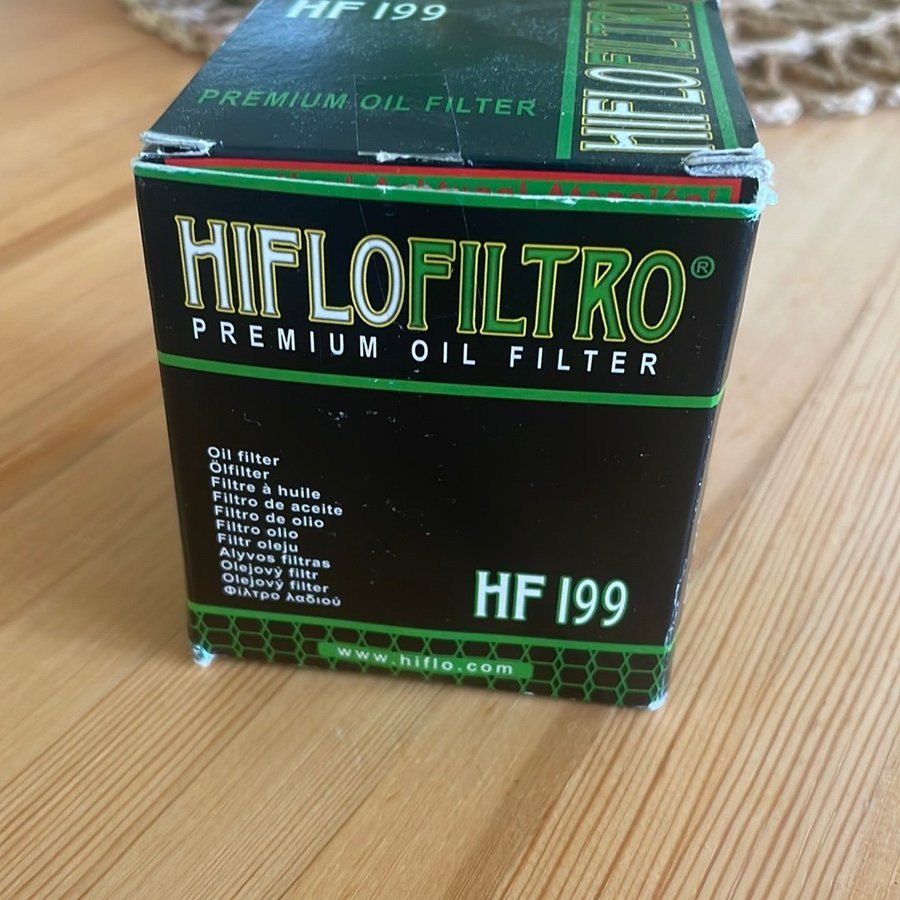 HF 199
PREMIUM OIL FILTER
HIFLOFILTRO
Achtung! Atención!
HIFLOFILTRO®
PREMIUM OIL FILTER
Oil filter
Ölfilter
Filtre à huile
Filtro de aceite
Filtro de olio
Filtro olio
Filtr oleju
Alyvos filtras
Olejový filtr
Olejový filter
Φίλτρο λαδιού
HF 199
www.hiflo.com